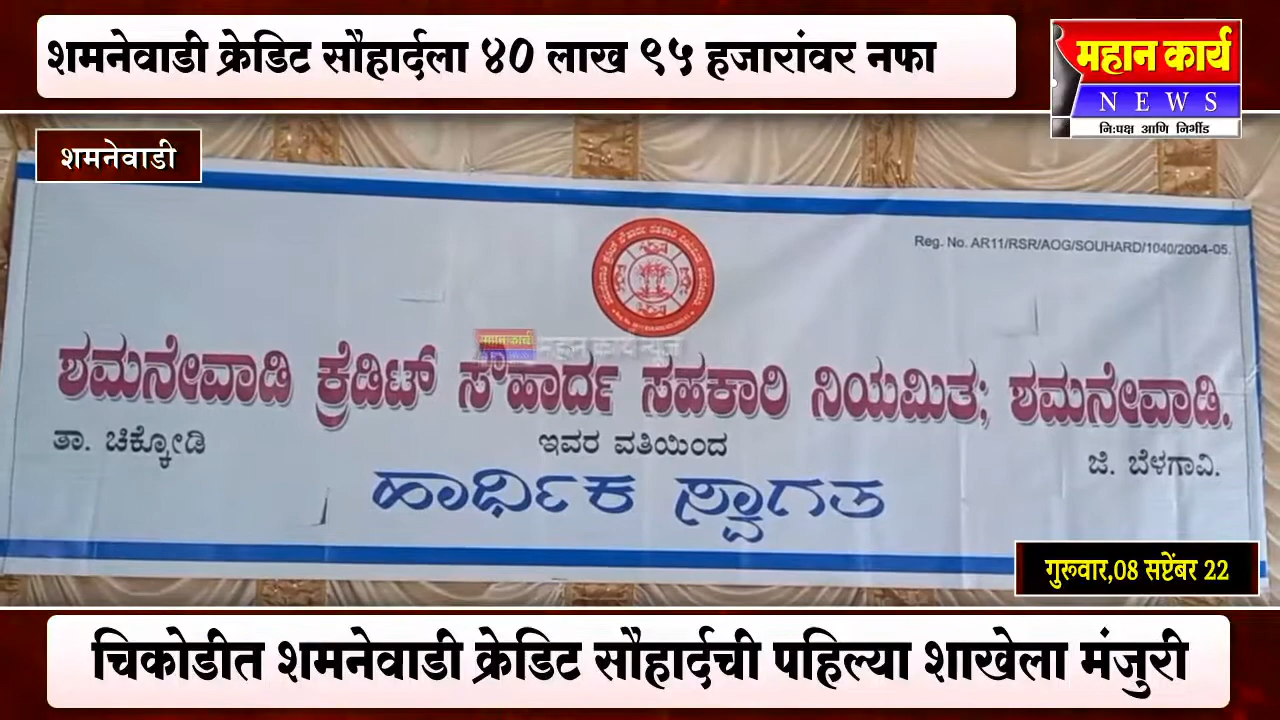 शमनेवाडी क्रेडिट सौहार्दला ४० लाख ९५ हजारांवर नफा
महान कार्य
NEWS
नि:पक्ष आणि निर्भीड
शमनेवाडी
Reg. No. AR11/RSR/AOG/SOUHARD/1040/2004-05.
महान कार्य न्यूज
ಶಮನೇವಾಡಿ ಕ್ರೆಡಿಟ್ ಸೌಹಾರ್ದ ಸಹಕಾರಿ ನಿಯಮಿತ; ಶಮನೇವಾಡಿ.
ತಾ. ಚಿಕ್ಕೋಡಿ
ಇವರ ವತಿಯಿಂದ
ಜಿ. ಬೆಳಗಾವಿ.
ಹಾರ್ಧಿಕ ಸ್ವಾಗತ
गुरूवार,08 सप्टेंबर 22
चिकोडीत शमनेवाडी क्रेडिट सौहार्दची पहिल्या शाखेला मंजुरी